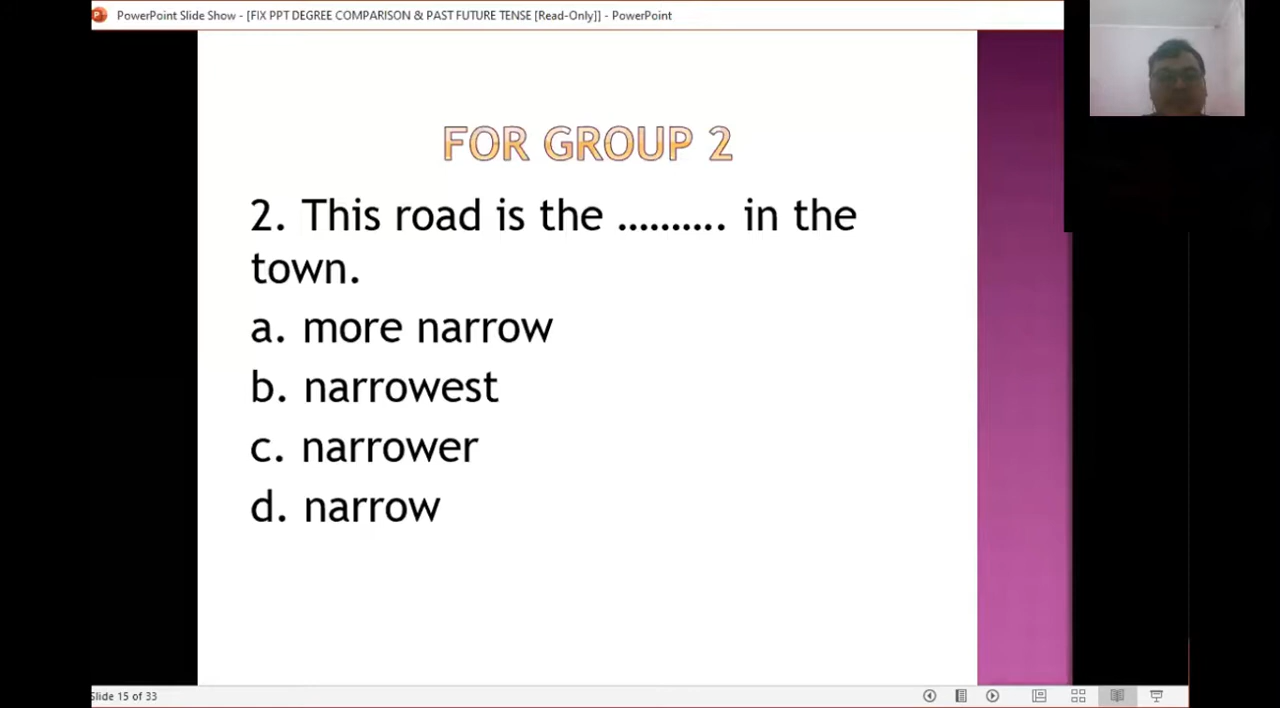 PowerPoint Slide Show - [FIX PPT DEGREE COMPARISON & PAST FUTURE TENSE [Read-Only]] - PowerPoint
FOR GROUP 2
2. This road is the .......... in the
town.
a. more narrow
b. narrowest
c. narrower
d. narrow
Slide 15 of 33